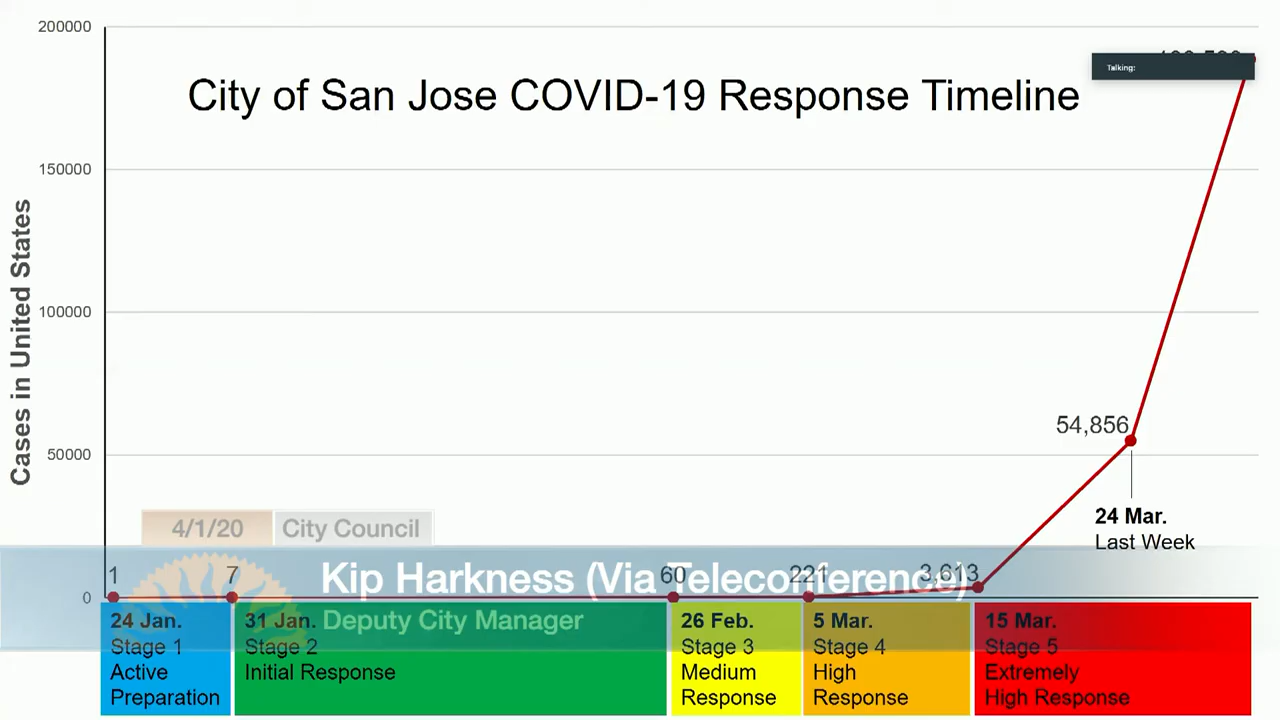 200000
Talking:
City of San Jose COVID-19 Response Timeline
150000
Cases in United States
100000
54,856
50000
24 Mar.
Last Week
4/1/20 City Council
1 7 60 221 3,613
Kip Harkness (Via Teleconference)
0
Deputy City Manager
24 Jan.
Stage 1
Active
Preparation
31 Jan.
Stage 2
Initial Response
26 Feb.
Stage 3
Medium
Response
5 Mar.
Stage 4
High
Response
15 Mar.
Stage 5
Extremely
High Response